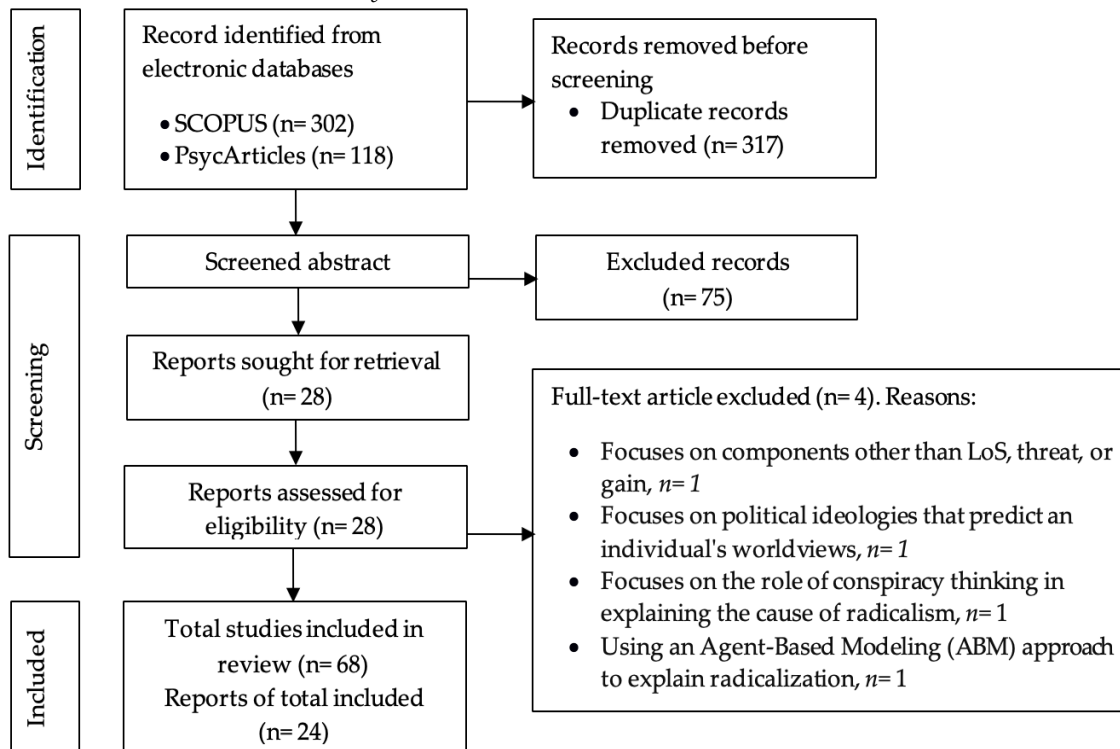 Identification
Record identified from
electronic databases
• SCOPUS (n= 302)
• PsycArticles (n= 118)
Records removed before
screening
• Duplicate records
removed (n= 317)
Screening
Screened abstract
Excluded records
(n= 75)
Reports sought for retrieval
(n= 28)
Reports assessed for
eligibility (n= 28)
Full-text article excluded (n= 4). Reasons:
• Focuses on components other than LoS, threat, or
gain, n= 1
• Focuses on political ideologies that predict an
individual's worldviews, n= 1
• Focuses on the role of conspiracy thinking in
explaining the cause of radicalism, n= 1
• Using an Agent-Based Modeling (ABM) approach
to explain radicalization, n= 1
Included
Total studies included in
review (n= 68)
Reports of total included
(n= 24)